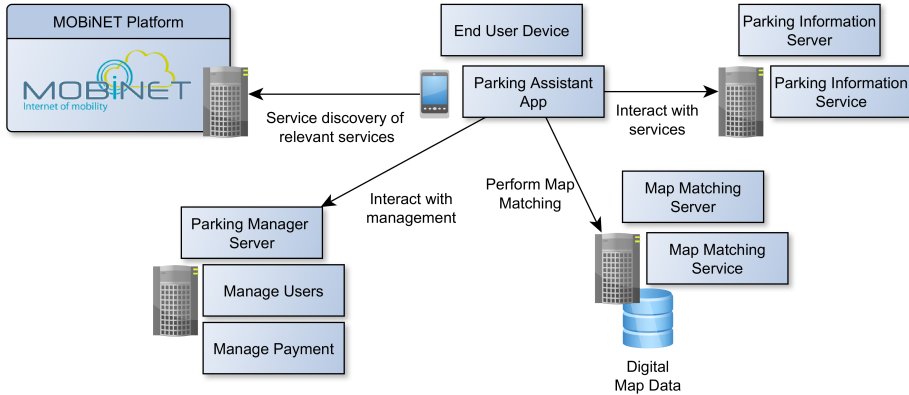 MOBiNET Platform
MOBiNET
Internet of mobility
End User Device
Parking Assistant
App
Parking Information
Server
Parking Information
Service
Service discovery of
relevant services
Interact with
services
Interact with
management
Perform Map
Matching
Parking Manager
Server
Manage Users
Manage Payment
Map Matching
Server
Map Matching
Service
Digital
Map Data